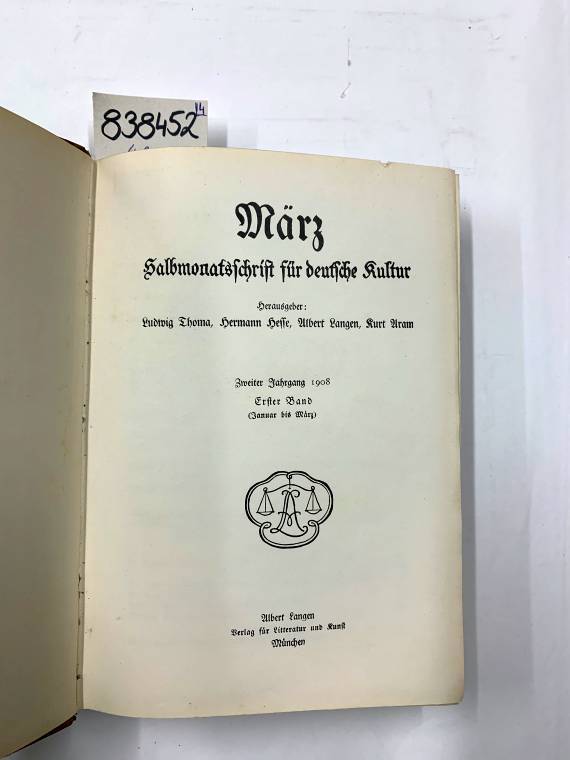 838452 14
März
Halbmonatsschrift für deutsche Kultur
Herausgeber:
Ludwig Thoma, Hermann Hesse, Albert Langen, Kurt Aram
Zweiter Jahrgang 1908
Erster Band
(Januar bis März)
Albert Langen
Verlag für Litteratur und Kunst
München